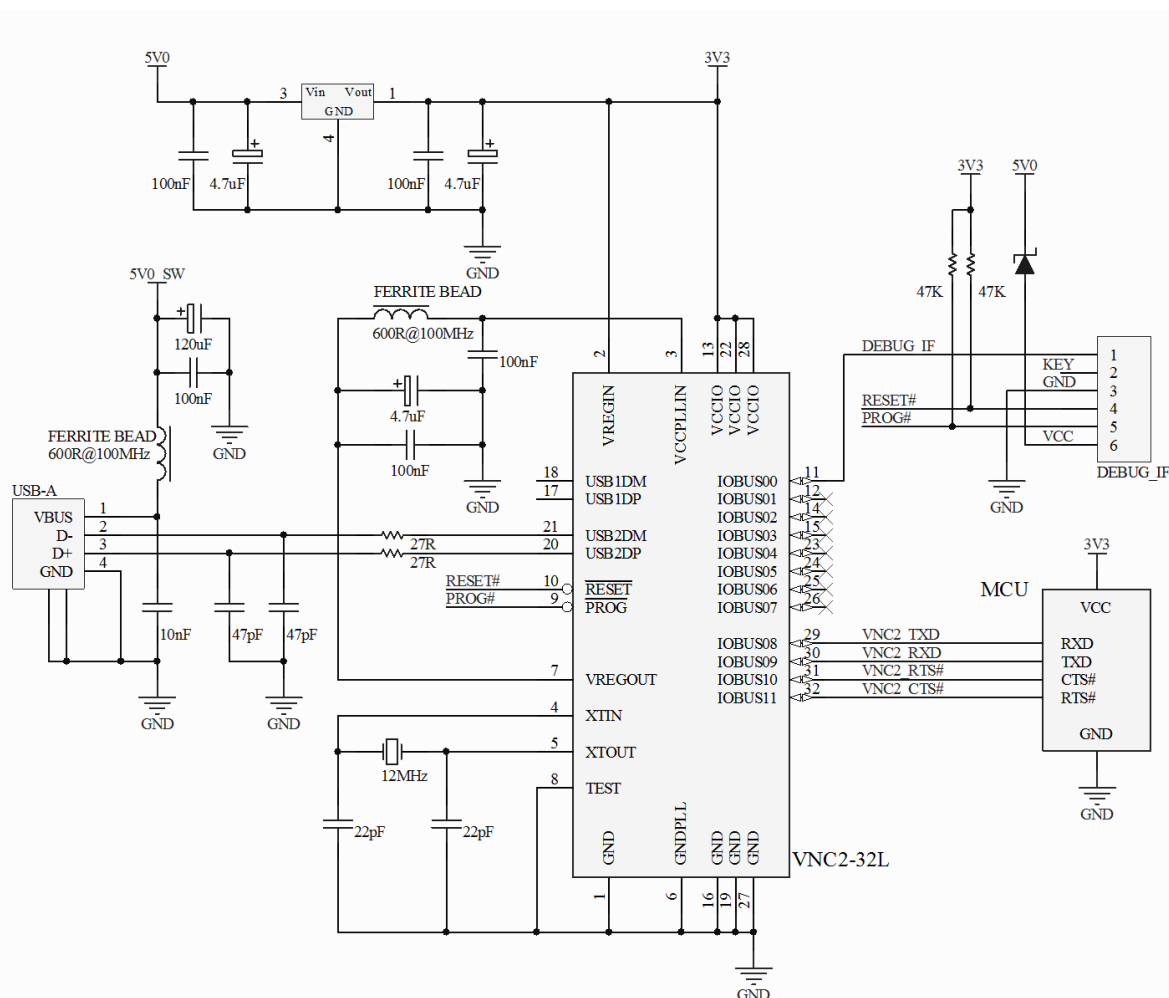 5V0
3V3
3 Vin Vout 1
GND
4
100nF 4.7uF 100nF 4.7uF
GND
+ + 
3V3 5V0
47K 47K
5V0_SW
+
120uF
100nF
GND
FERRITE BEAD
600R@100MHz
FERRITE BEAD
600R@100MHz
100nF
+
4.7uF
100nF
GND
2 3 13 22 28
VREGIN VCCPLLIN VCCIO VCCIO VCCIO
DEBUG_IF 1
KEY 2
GND 3
RESET# 4
PROG# 5
VCC 6
DEBUG_IF
GND
USB-A
VBUS 1
D- 2
D+ 3
GND 4
27R
27R
10nF 47pF 47pF
GND GND
18 USB1DM
17 USB1DP
21 USB2DM
20 USB2DP
RESET# 10 RESET
PROG# 9 PROG
7 VREGOUT
4 XTIN
5 XTOUT
8 TEST
12MHz
22pF 22pF
IOBUS00 11
IOBUS01 12
IOBUS02 14
IOBUS03 15
IOBUS04 23
IOBUS05 24
IOBUS06 25
IOBUS07 26
IOBUS08 29 VNC2_TXD
IOBUS09 30 VNC2_RXD
IOBUS10 31 VNC2_RTS#
IOBUS11 32 VNC2_CTS#
3V3
MCU
VCC
RXD
TXD
CTS#
RTS#
GND
GND
GND GNDPLL GND GND GND
VNC2-32L
1 6 16 19 27
GND